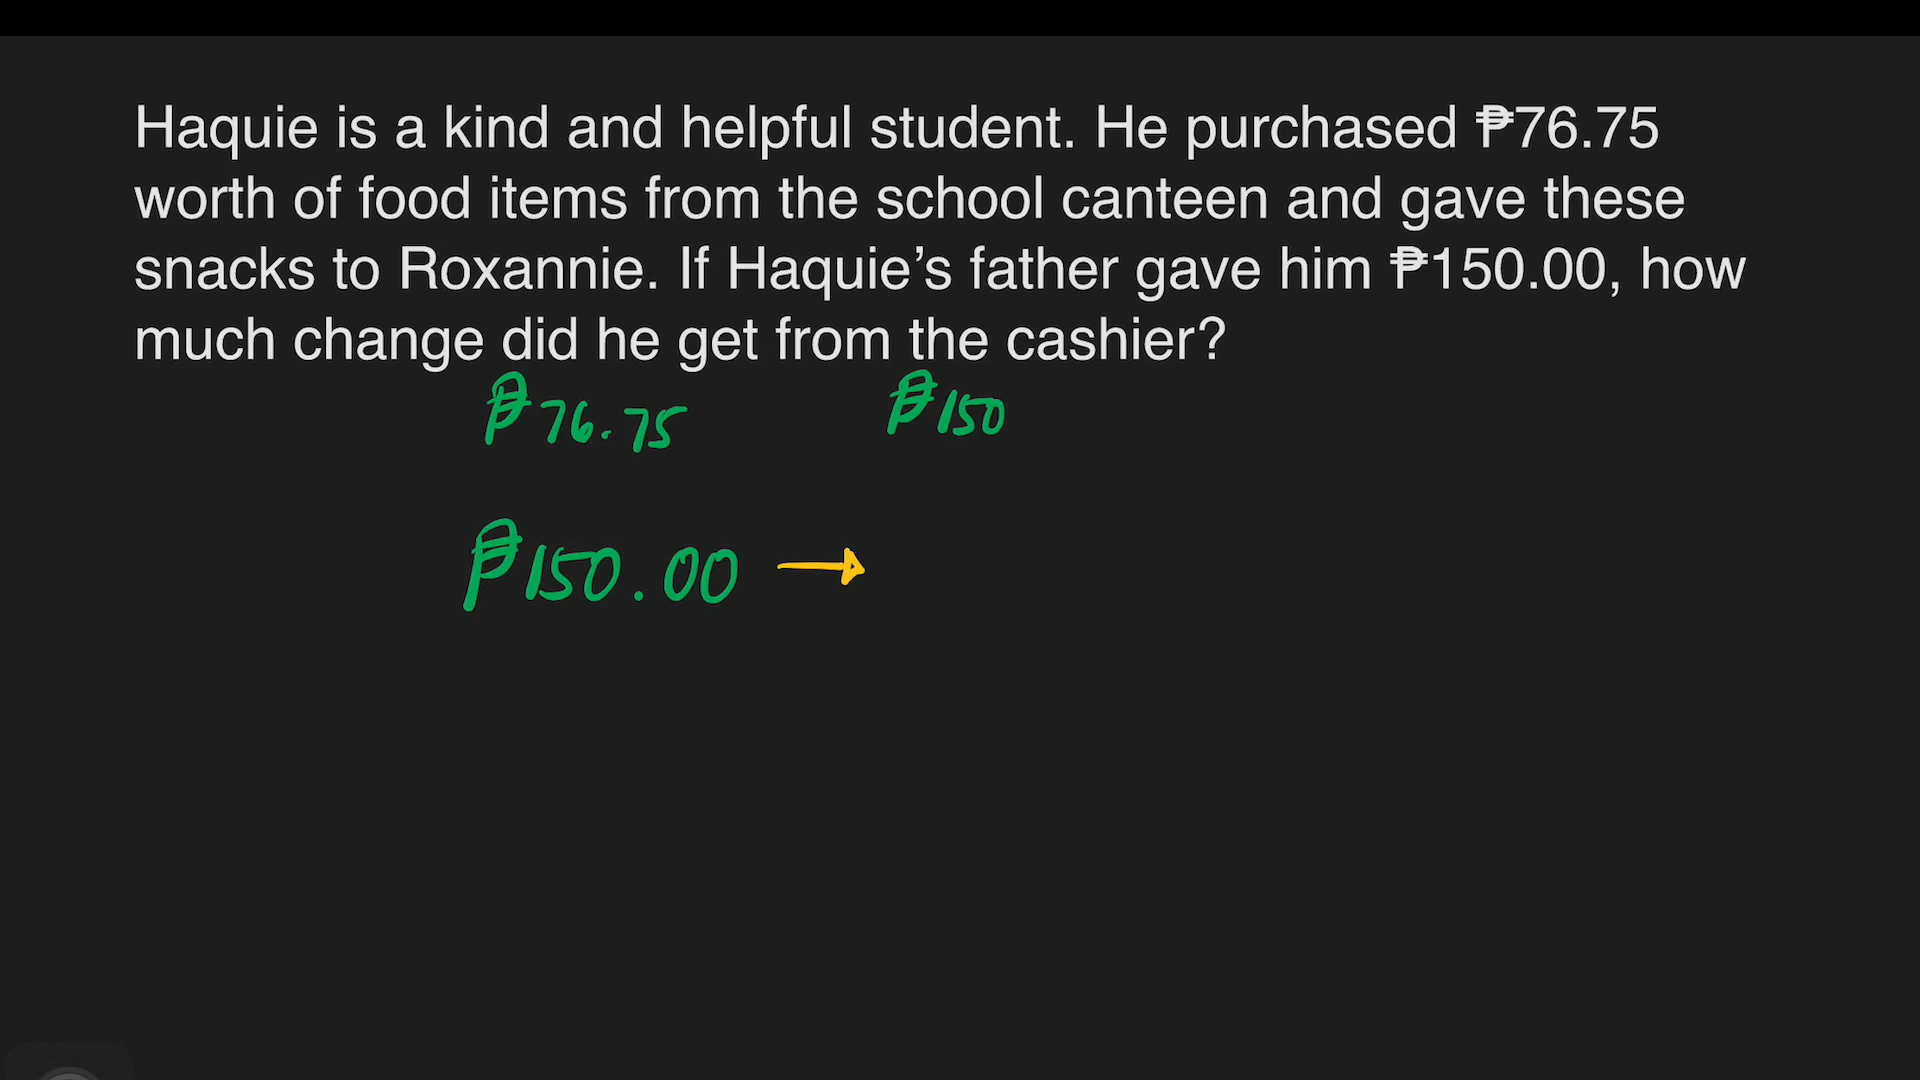 Haquie is a kind and helpful student. He purchased ₱76.75
worth of food items from the school canteen and gave these
snacks to Roxannie. If Haquie’s father gave him ₱150.00, how
much change did he get from the cashier?
₱76.75 ₱150
₱150.00 →